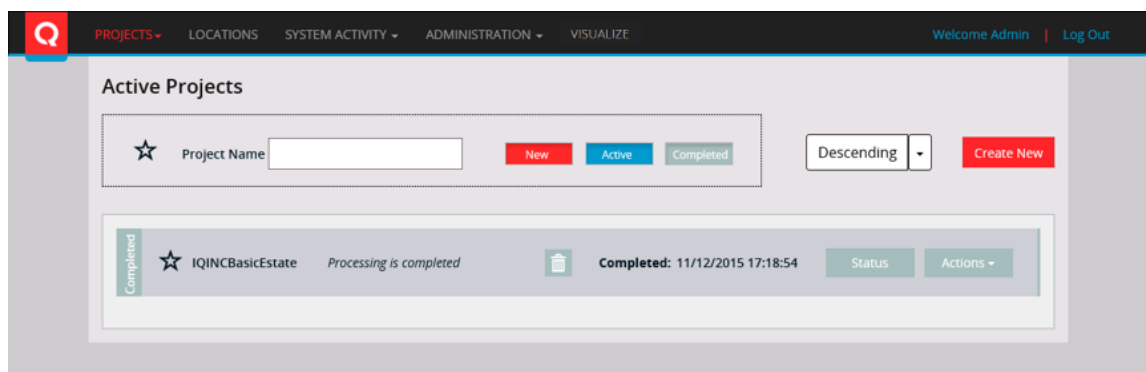 PROJECTS LOCATIONS SYSTEM ACTIVITY ADMINISTRATION VISUALIZE Welcome Admin | Log Out
Active Projects
Project Name New Active Completed Descending Create New
Completed
IQINCBasicEstate Processing is completed Completed: 11/12/2015 17:18:54 Status Actions